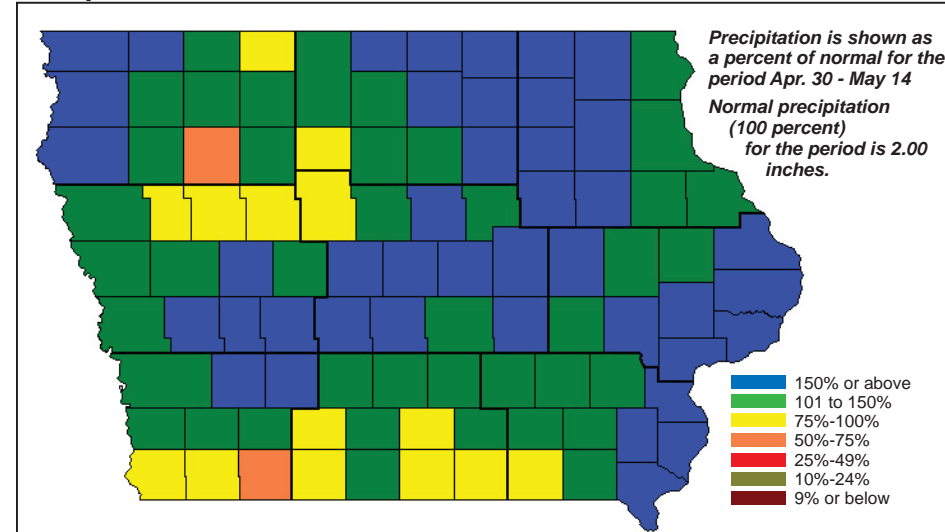 Precipitation is shown as
a percent of normal for the
period Apr. 30 - May 14
Normal precipitation
(100 percent)
for the period is 2.00
inches.
150% or above
101 to 150%
75%-100%
50%-75%
25%-49%
10%-24%
9% or below